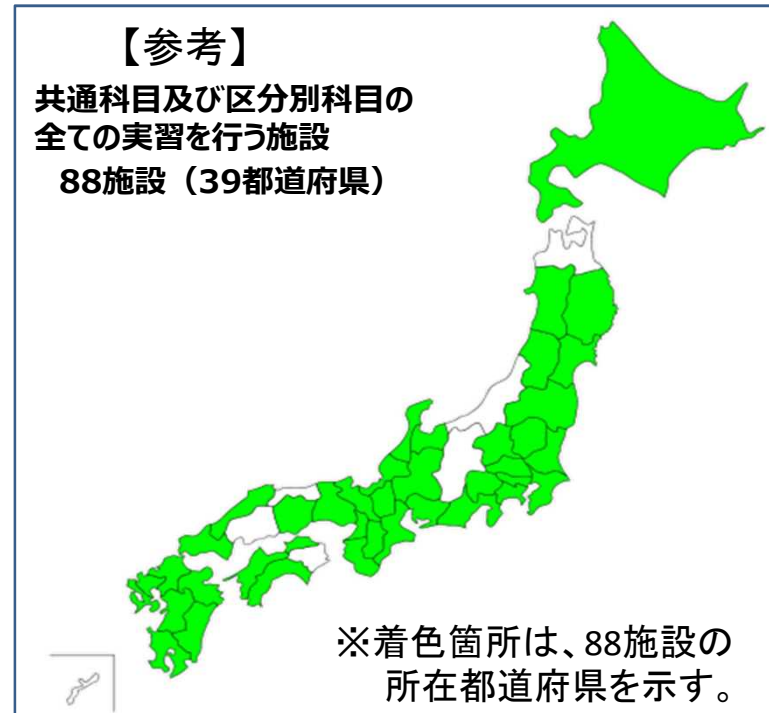 【参考】
共通科目及び区分別科目の
全ての実習を行う施設
88施設（39都道府県）
※着色箇所は、88施設の
所在都道府県を示す。